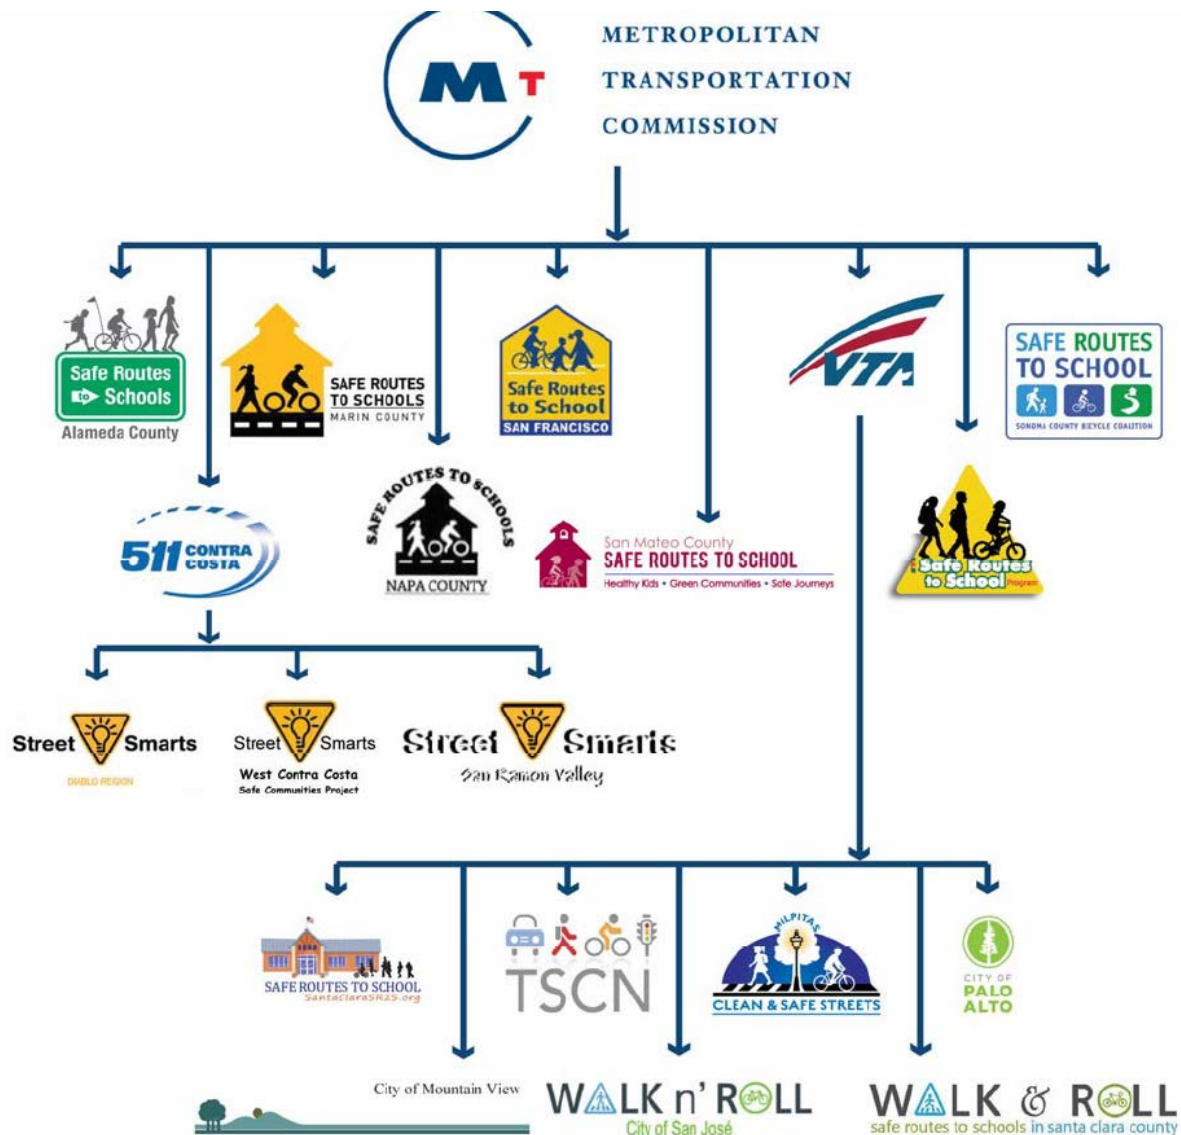 METROPOLITAN
TRANSPORTATION
COMMISSION
M T
Safe Routes
to Schools
Alameda County
SAFE ROUTES
TO SCHOOLS
MARIN COUNTY
Safe Routes
to School
SAN FRANCISCO
VTA
SAFE ROUTES
TO SCHOOL
SONOMA COUNTY BICYCLE COALITION
511 CONTRA
COSTA
SAFE ROUTES TO SCHOOLS
NAPA COUNTY
San Mateo County
SAFE ROUTES TO SCHOOL
Healthy Kids • Green Communities • Safe Journeys
Safe Routes
to School Program
Street Smarts
DIABLO REGION
Street Smarts
West Contra Costa
Safe Communities Project
Street Smarts
San Ramon Valley
SAFE ROUTES TO SCHOOL
SantaClaraSR2S.org
TSCN
MILPITAS
CLEAN & SAFE STREETS
CITY OF
PALO
ALTO
City of Mountain View
WALK n' ROLL
City of San José
WALK & ROLL
safe routes to schools in santa clara county